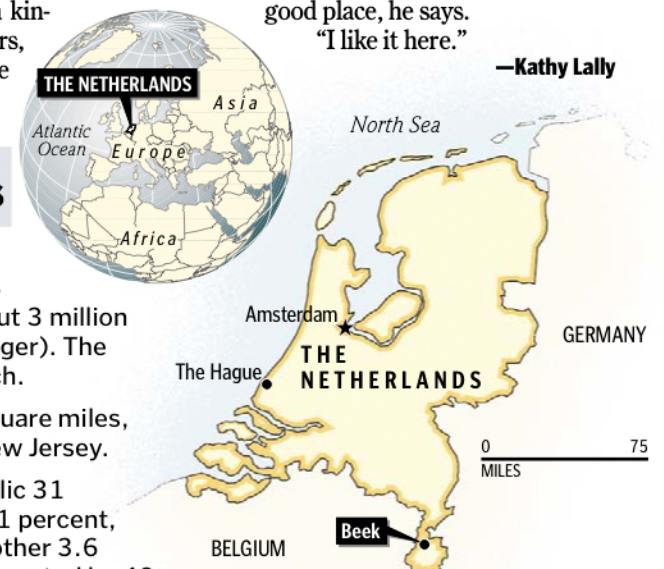 good place, he says.
“I like it here.”
—Kathy Lally
THE NETHERLANDS
Asia
Atlantic
Ocean
Europe
Africa
North Sea
Amsterdam
THE
NETHERLANDS
The Hague
GERMANY
0 75
MILES
Beek
BELGIUM
ut 3 million
ger). The
ch.
uare miles,
ew Jersey.
lic 31
1 percent,
other 3.6